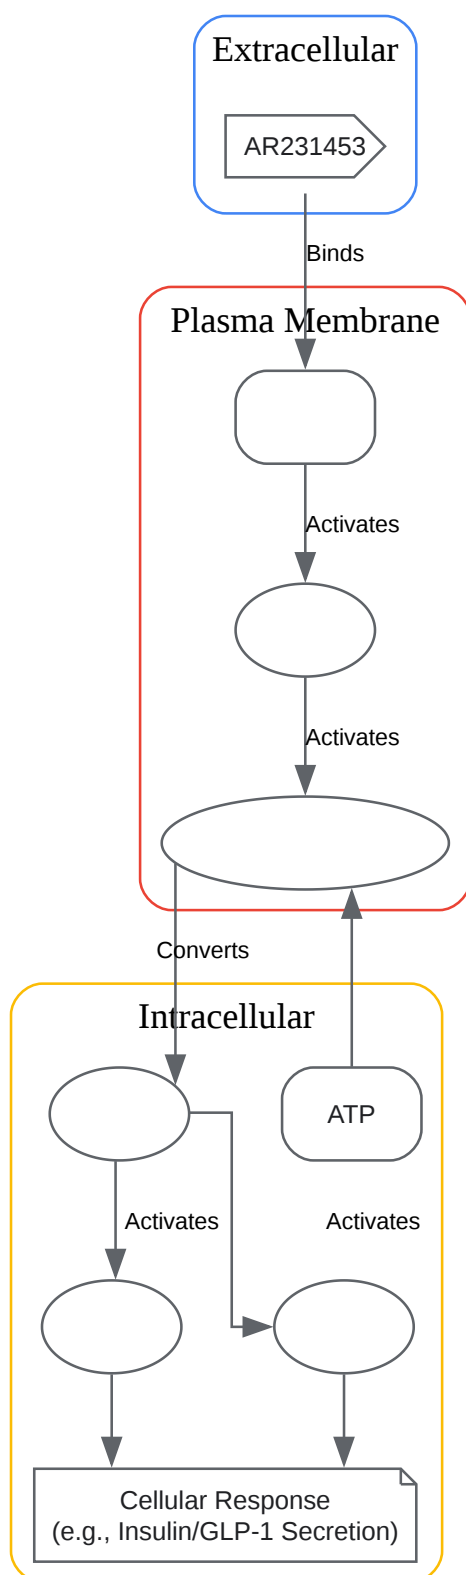 Extracellular
AR231453
Binds
Plasma Membrane
Activates
Activates
Converts
Intracellular
ATP
Activates
Activates
Cellular Response
(e.g., Insulin/GLP-1 Secretion)